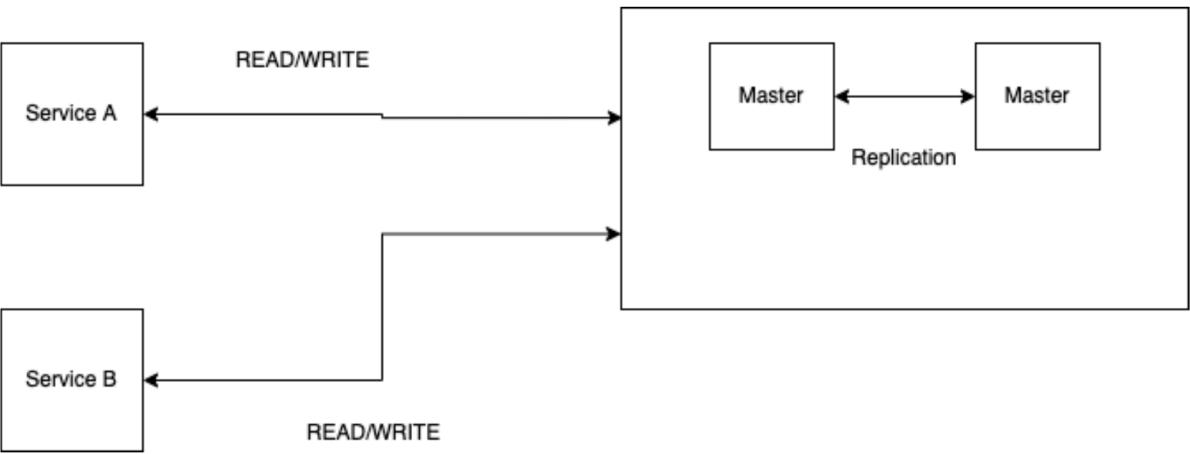 READ/WRITE
Service A
Master
Master
Replication
Service B
READ/WRITE